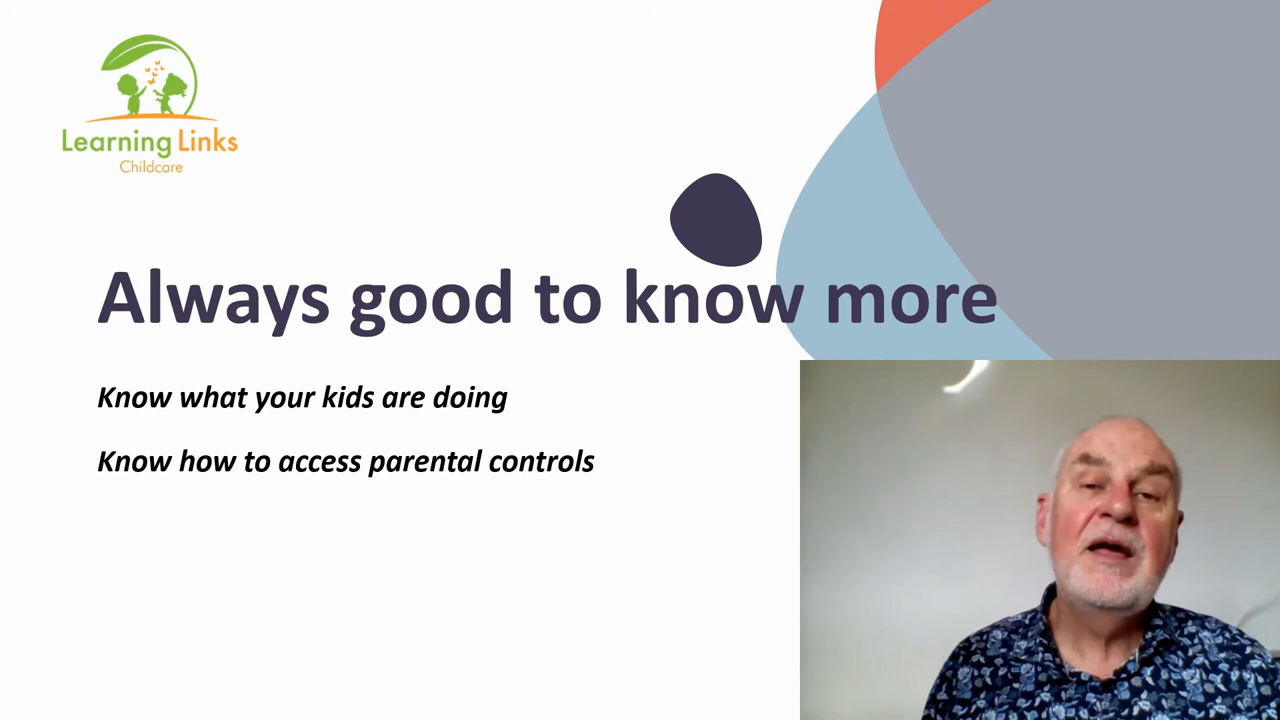 Learning Links
Childcare
Always good to know more
Know what your kids are doing
Know how to access parental controls